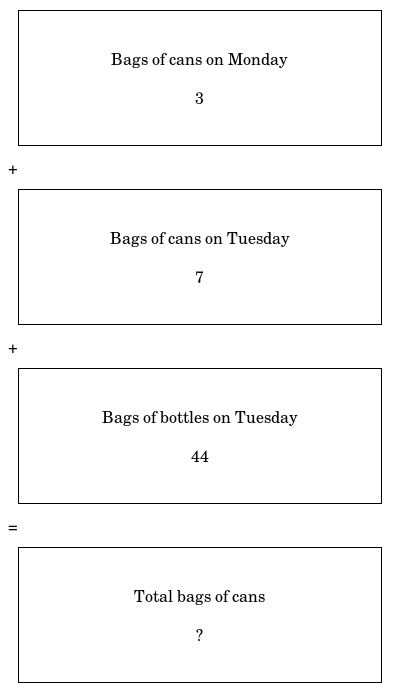 Bags of cans on Monday
3
+
Bags of cans on Tuesday
7
+
Bags of bottles on Tuesday
44
=
Total bags of cans
?